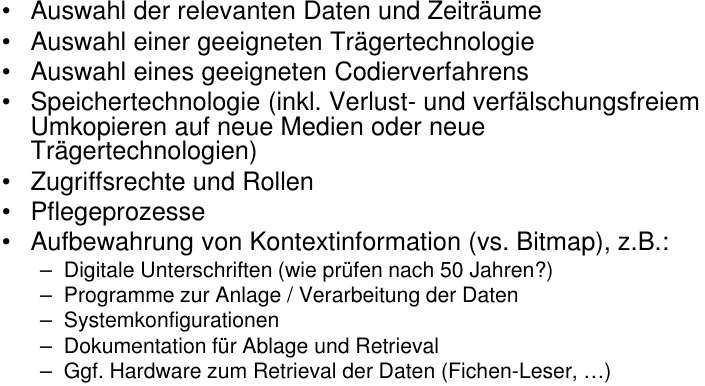 • Auswahl der relevanten Daten und Zeiträume
• Auswahl einer geeigneten Trägertechnologie
• Auswahl eines geeigneten Codierverfahrens
• Speichertechnologie (inkl. Verlust- und verfälschungsfreiem
Umkopieren auf neue Medien oder neue
Trägertechnologien)
• Zugriffsrechte und Rollen
• Pflegeprozesse
• Aufbewahrung von Kontextinformation (vs. Bitmap), z.B.:
– Digitale Unterschriften (wie prüfen nach 50 Jahren?)
– Programme zur Anlage / Verarbeitung der Daten
– Systemkonfigurationen
– Dokumentation für Ablage und Retrieval
– Ggf. Hardware zum Retrieval der Daten (Fichen-Leser, …)